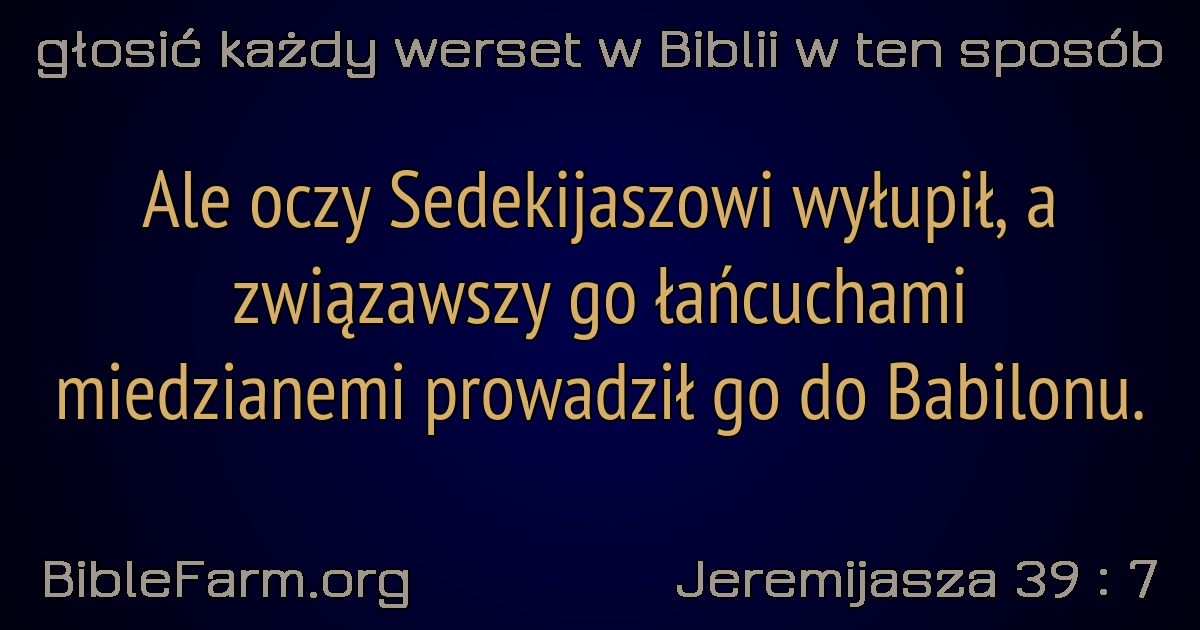 głosić każdy werset w Biblii w ten sposób
Ale oczy Sedekijaszowi wyłupił, a
związawszy go łańcuchami
miedzianemi prowadził go do Babilonu.
BibleFarm.org
Jeremijasza 39 : 7